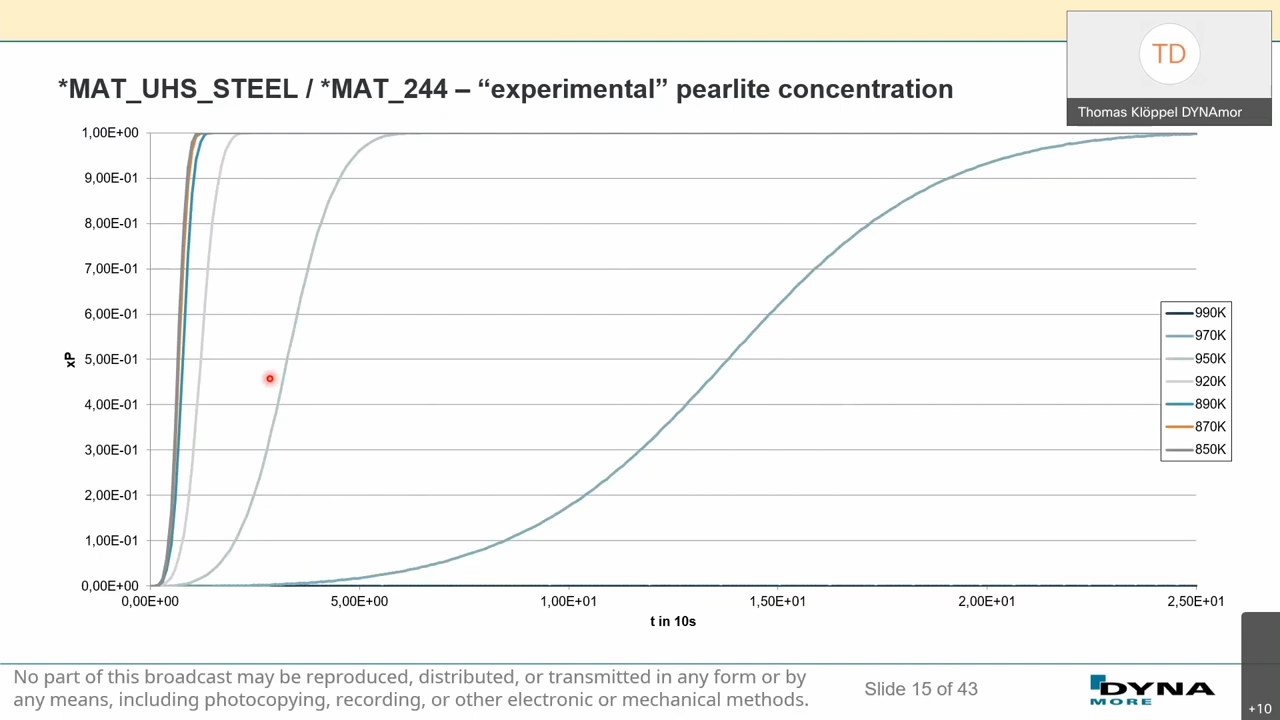 TD
Thomas Klöppel DYNAmor
*MAT_UHS_STEEL / *MAT_244 – “experimental” pearlite concentration
1,00E+00
9,00E-01
8,00E-01
7,00E-01
6,00E-01
5,00E-01
4,00E-01
3,00E-01
2,00E-01
1,00E-01
0,00E+00
xP
0,00E+00 5,00E+00 1,00E+01 1,50E+01 2,00E+01 2,50E+01
t in 10s
990K
970K
950K
920K
890K
870K
850K
No part of this broadcast may be reproduced, distributed, or transmitted in any form or by
any means, including photocopying, recording, or other electronic or mechanical methods.
Slide 15 of 43
DYNA
MORE
+10